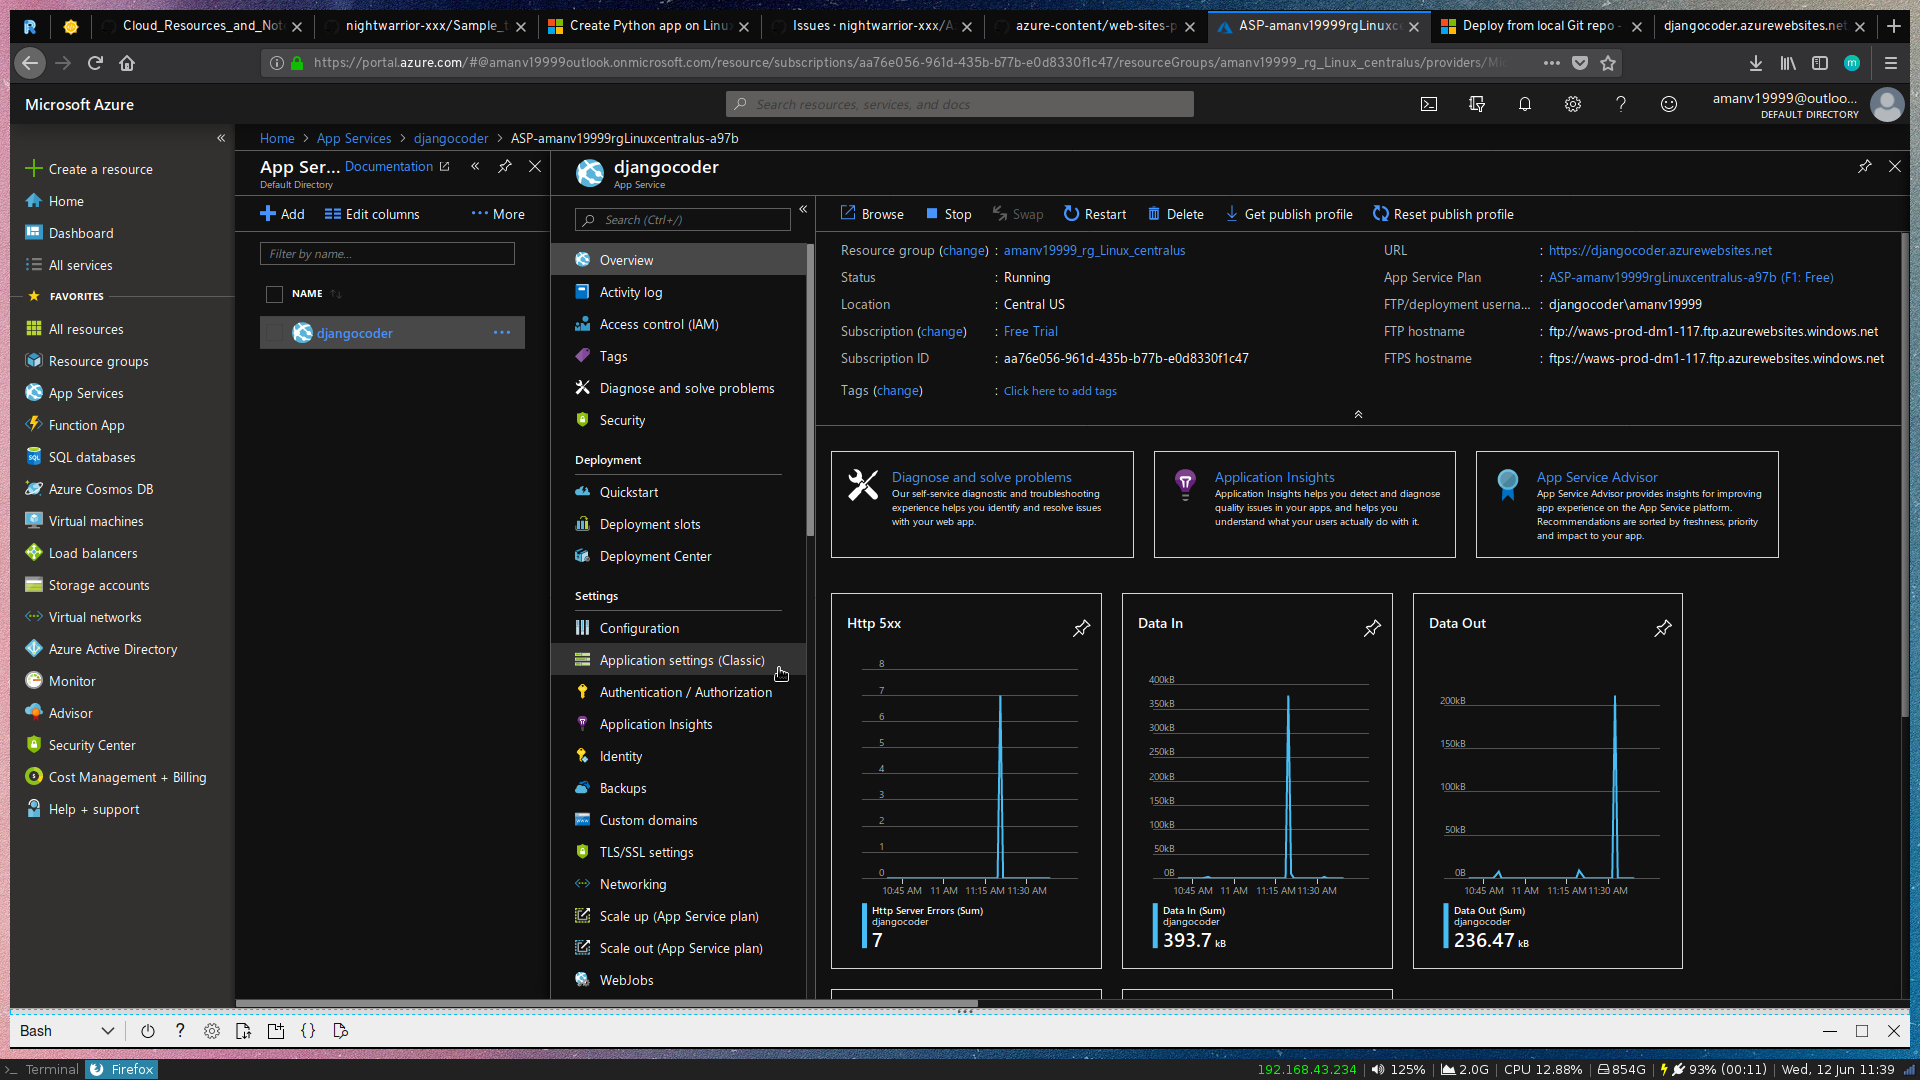 Cloud_Resources_and_Not
nightwarrior-xxx/Sample_t
Create Python app on Linu
Issues · nightwarrior-xxx/A
azure-content/web-sites-p
ASP-amanv19999rgLinuxce
Deploy from local Git repo -
djangocoder.azurewebsites.net
https://portal.azure.com/#@amanv19999outlook.onmicrosoft.com/resource/subscriptions/aa76e056-961d-435b-b77b-e0d8330f1c47/resourceGroups/amanv19999_rg_Linux_centralus/providers/Mi
Microsoft Azure
Search resources, services, and docs
amanv19999@outloo...
DEFAULT DIRECTORY
Home > App Services > djangocoder > ASP-amanv19999rgLinuxcentralus-a97b
Create a resource
Home
Dashboard
All services
FAVORITES
All resources
Resource groups
App Services
Function App
SQL databases
Azure Cosmos DB
Virtual machines
Load balancers
Storage accounts
Virtual networks
Azure Active Directory
Monitor
Advisor
Security Center
Cost Management + Billing
Help + support
App Ser... Documentation
Default Directory
Add
Edit columns
More
Filter by name...
NAME
djangocoder
djangocoder
App Service
Search (Ctrl+/)
Overview
Activity log
Access control (IAM)
Tags
Diagnose and solve problems
Security
Deployment
Quickstart
Deployment slots
Deployment Center
Settings
Configuration
Application settings (Classic)
Authentication / Authorization
Application Insights
Identity
Backups
Custom domains
TLS/SSL settings
Networking
Scale up (App Service plan)
Scale out (App Service plan)
WebJobs
Browse
Stop
Swap
Restart
Delete
Get publish profile
Reset publish profile
Resource group (change) : amanv19999_rg_Linux_centralus
Status : Running
Location : Central US
Subscription (change) : Free Trial
Subscription ID : aa76e056-961d-435b-b77b-e0d8330f1c47
Tags (change) : Click here to add tags
URL : https://djangocoder.azurewebsites.net
App Service Plan : ASP-amanv19999rgLinuxcentralus-a97b (F1: Free)
FTP/deployment userna... : djangocoder\amanv19999
FTP hostname : ftp://waws-prod-dm1-117.ftp.azurewebsites.windows.net
FTPS hostname : ftps://waws-prod-dm1-117.ftp.azurewebsites.windows.net
Diagnose and solve problems
Our self-service diagnostic and troubleshooting
experience helps you identify and resolve issues
with your web app.
Application Insights
Application Insights helps you detect and diagnose
quality issues in your apps, and helps you
understand what your users actually do with it.
App Service Advisor
App Service Advisor provides insights for improving
app experience on the App Service platform.
Recommendations are sorted by freshness, priority
and impact to your app.
Http 5xx
8
7
6
5
4
3
2
1
0
10:45 AM 11 AM 11:15 AM 11:30 AM
Http Server Errors (Sum)
djangocoder
7
Data In
400kB
350kB
300kB
250kB
200kB
150kB
100kB
50kB
0B
10:45 AM 11 AM 11:15 AM 11:30 AM
Data In (Sum)
djangocoder
393.7 kB
Data Out
200kB
150kB
100kB
50kB
0B
10:45 AM 11 AM 11:15 AM 11:30 AM
Data Out (Sum)
djangocoder
236.47 kB
Bash
Terminal
Firefox
192.168.43.234 | 125% | 2.0G | CPU 12.88% | 854G | 93% (00:11) | Wed, 12 Jun 11:39